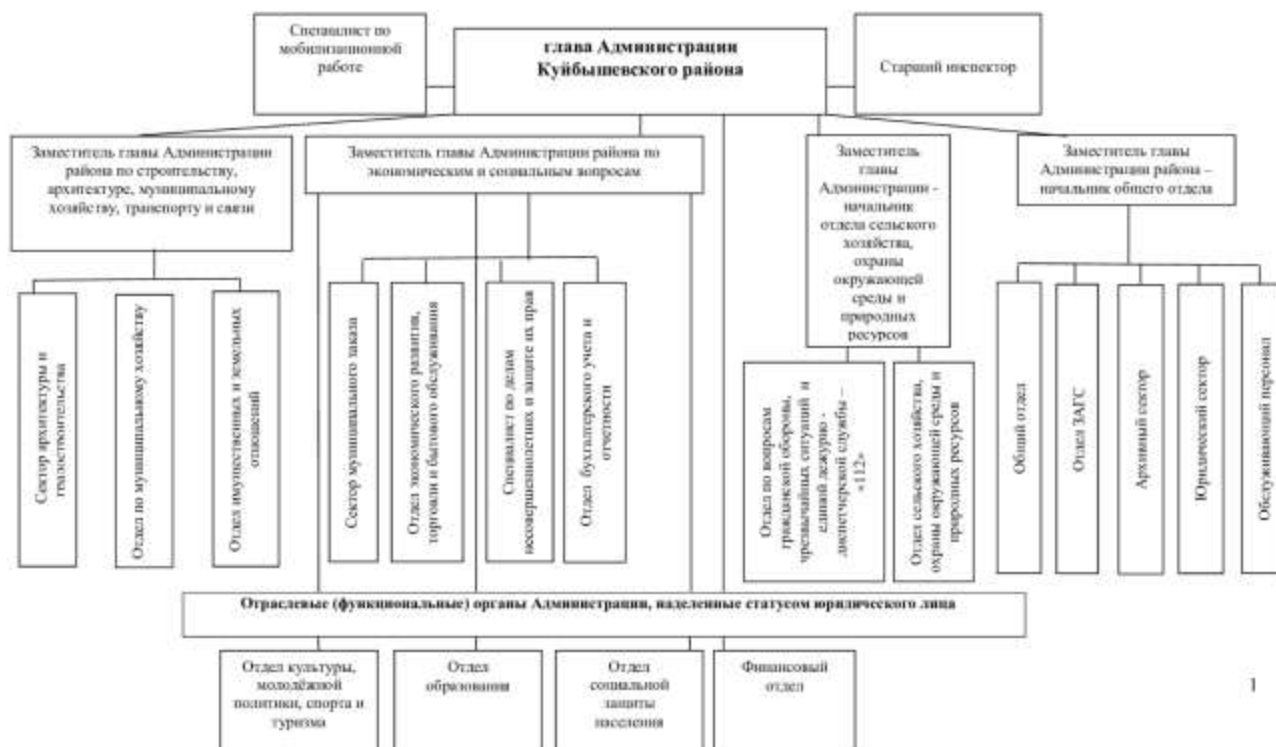 Специалист по
мобилизационной
работе
глава Администрации
Куйбышевского района
Старший инспектор
Заместитель главы Администрации
района по строительству,
архитектуре, муниципальному
хозяйству, транспорту и связи
Заместитель главы Администрации района по
экономическим и социальным вопросам
Заместитель
главы
Администрации -
начальник
отдела сельского
хозяйства,
охраны
окружающей
среды и
природных
ресурсов
Заместитель главы
Администрации района –
начальник общего отдела
Сектор архитектуры и
градостроительства
Отдел по муниципальному хозяйству
Отдел имущественных и земельных
отношений
Сектор муниципального заказа
Отдел экономического развития,
торговли и бытового обслуживания
Специалист по делам
несовершеннолетних и защите их прав
Отдел бухгалтерского учета и
отчетности
Отдел по вопросам
гражданской обороны,
чрезвычайных ситуаций и
единой дежурно -
диспетчерской службы –
«112»
Отдел сельского хозяйства,
охраны окружающей среды и
природных ресурсов
Общий отдел
Отдел ЗАГС
Архивный сектор
Юридический сектор
Обслуживающий персонал
Отраслевые (функциональные) органы Администрации, наделенные статусом юридического лица
Отдел культуры,
молодёжной
политики, спорта и
туризма
Отдел
образования
Отдел
социальной
защиты
населения
Финансовый
отдел
1